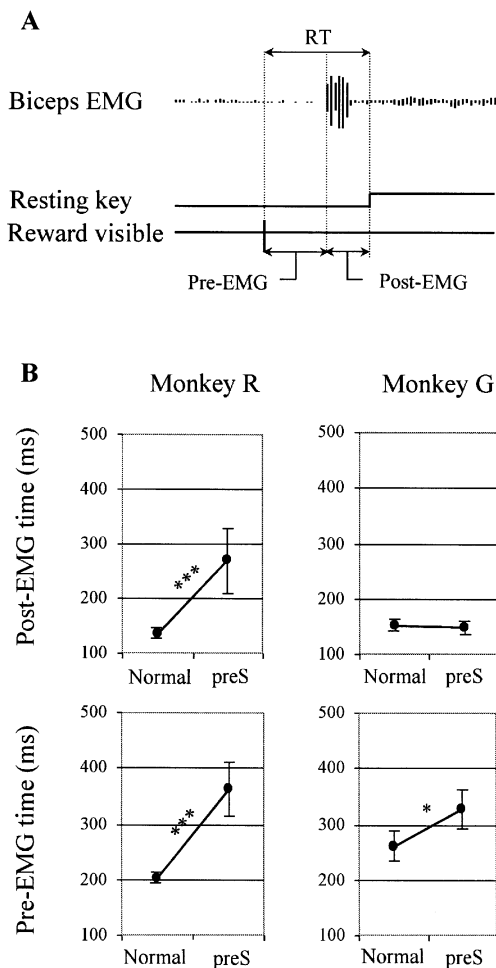 A
RT
Biceps EMG
Resting key
Reward visible
Pre-EMG Post-EMG
B
Monkey R Monkey G
Post-EMG time (ms)
500
400
300
200
100
***
Normal preS
500
400
300
200
100
Normal preS
Pre-EMG time (ms)
500
400
300
200
100
***
Normal preS
500
400
300
200
100
*
Normal preS